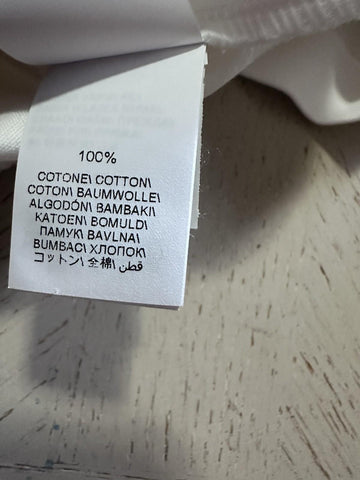 100%
COTONE\ COTTON\
COTON\ BAUMWOLLE\
ALGODÓN\ BAMBAKI\
KATOEN\ BOMULD\
ПАМУК\ BAVLNA\
BUMBAC\ ХЛОПОК\
コットン\ 全棉\ قطن\